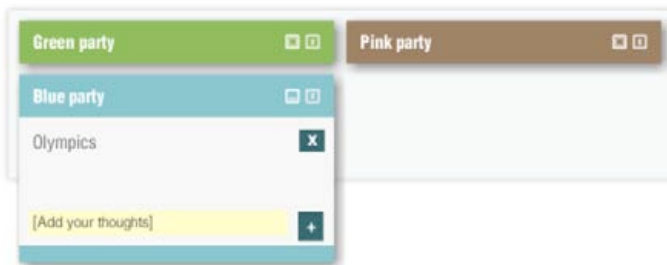 Green party
Pink party
Blue party
Olympics
X
[Add your thoughts]
+